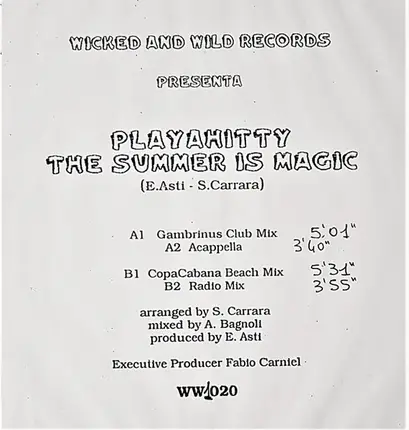 WICKED AND WILD RECORDS
PRESENTA
PLAYAHITTY
THE SUMMER IS MAGIC
(E.Asti - S.Carrara)
A1 Gambrinus Club Mix 5'01"
A2 Acappella 3'40"
B1 CopaCabana Beach Mix 5'31"
B2 Radio Mix 3'55"
arranged by S. Carrara
mixed by A. Bagnoli
produced by E. Asti
Executive Producer Fabio Carniel
WW1020